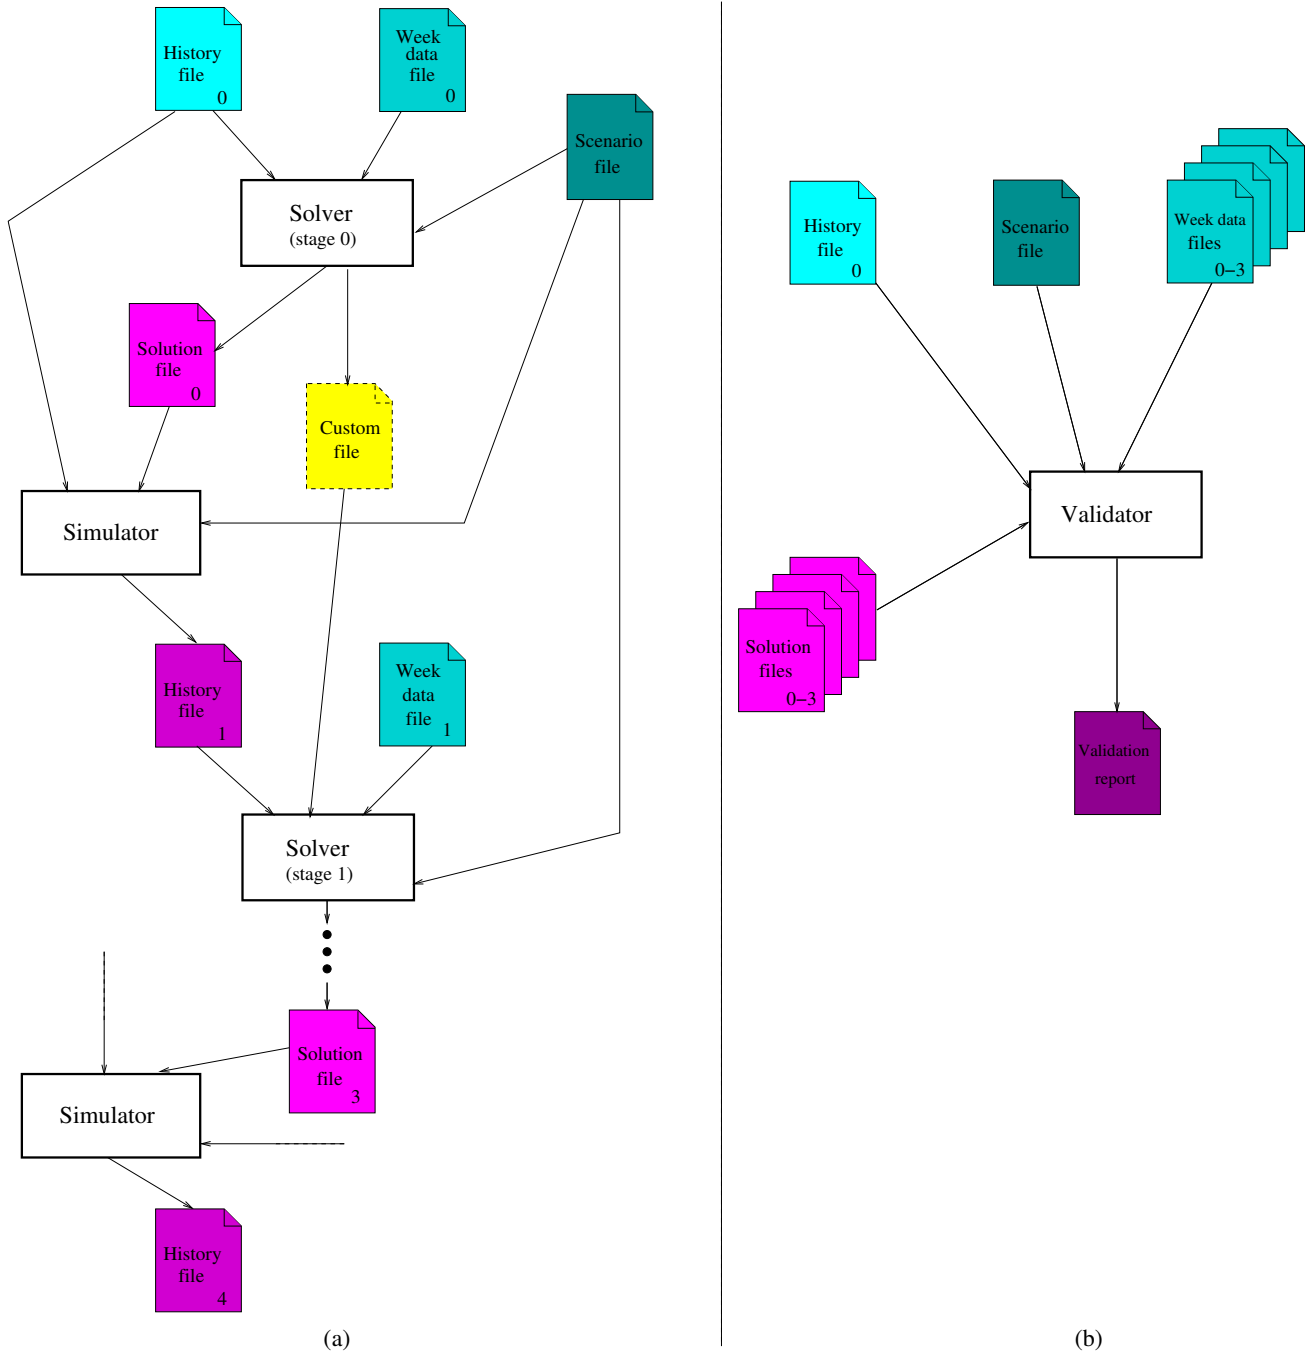 History
file
0
Week
data
file
0
Scenario
file
Solver
(stage 0)
Solution
file
0
Custom
file
Simulator
History
file
1
Week
data
file
1
Solver
(stage 1)
Solution
file
3
Simulator
History
file
4
(a)
History
file
0
Scenario
file
Week data
files
0−3
Validator
Solution
files
0−3
Validation
report
(b)